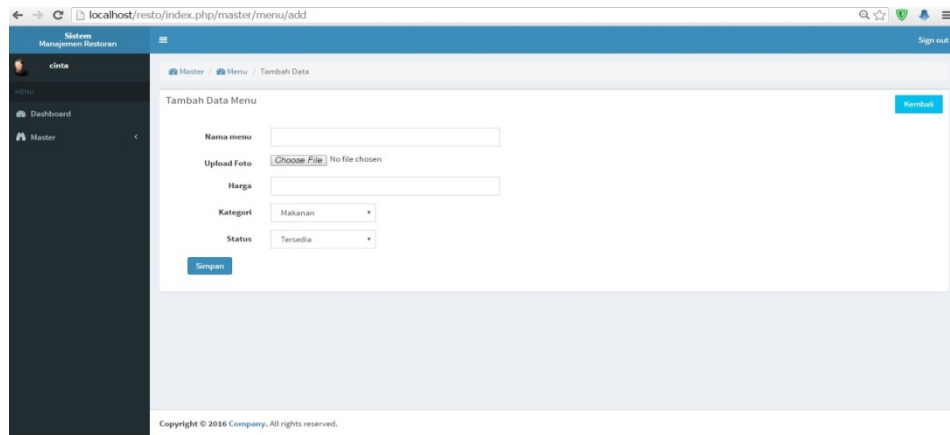 localhost/resto/index.php/master/menu/add
Sistem
Manajemen Restoran
Sign out
cinta
Master / Menu / Tambah Data
MENU
Tambah Data Menu
Kembali
Dashboard
Master
Nama menu
Upload Foto
Choose File No file chosen
Harga
Kategori
Makanan
Status
Tersedia
Simpan
Copyright © 2016 Company. All rights reserved.